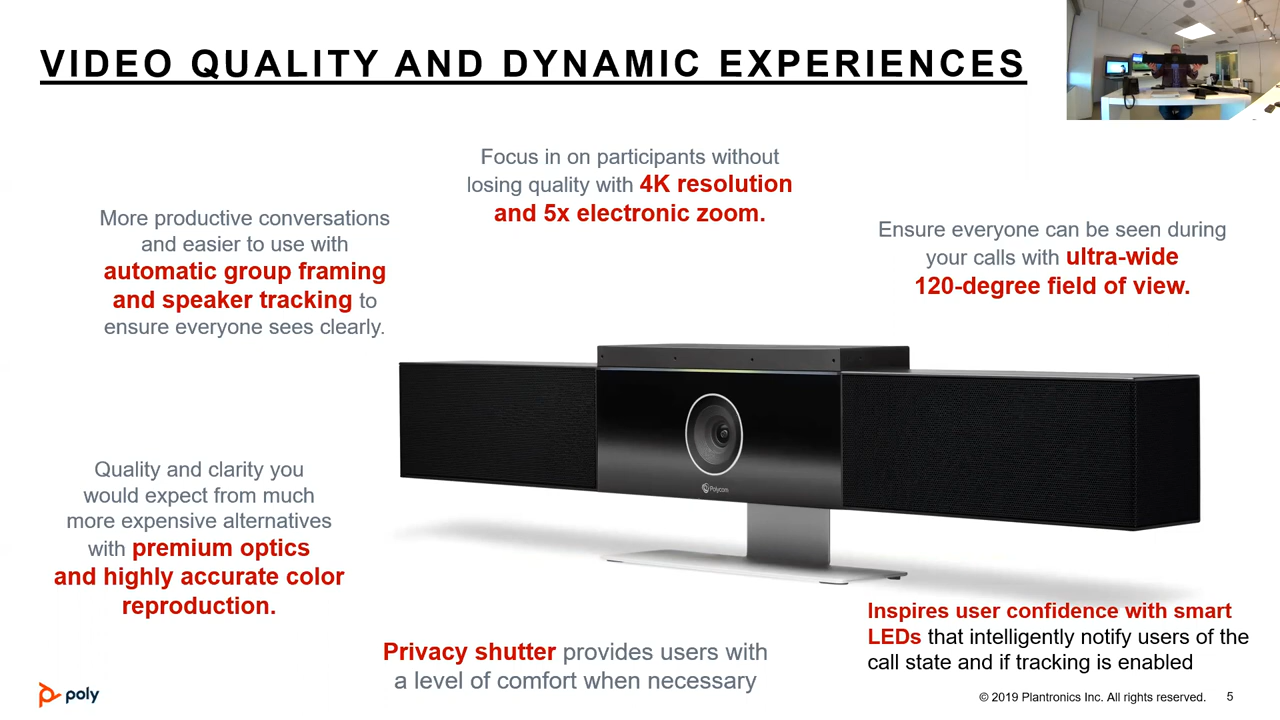 VIDEO QUALITY AND DYNAMIC EXPERIENCES
Focus in on participants without
losing quality with 4K resolution
and 5x electronic zoom.
More productive conversations
and easier to use with
automatic group framing
and speaker tracking to
ensure everyone sees clearly.
Ensure everyone can be seen during
your calls with ultra-wide
120-degree field of view.
Polycom
Quality and clarity you
would expect from much
more expensive alternatives
with premium optics
and highly accurate color
reproduction.
Privacy shutter provides users with
a level of comfort when necessary
Inspires user confidence with smart
LEDs that intelligently notify users of the
call state and if tracking is enabled
poly
© 2019 Plantronics Inc. All rights reserved. 5